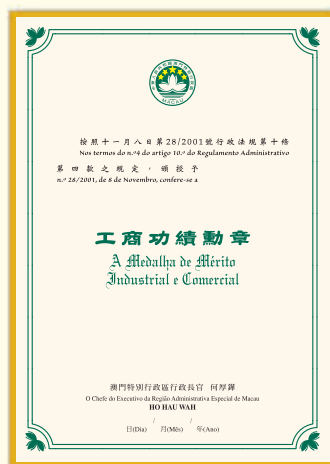 MACAU
按照十一月八日第28/2001號行政法規第十條
Nos termos do n.º4 do artigo 10.º do Regulamento Administrativo
第四款之規定，頒授予
n.º 28/2001, de 8 de Novembro, confere-se a
工商功績勳章
A Medalha de Mérito
Industrial e Comercial
澳門特別行政區行政長官 何厚鏵
O Chefe do Executivo da Região Administrativa Especial de Macau
HO HAU WAH
/ /
日(Dia) 月(Mês) 年(Ano)